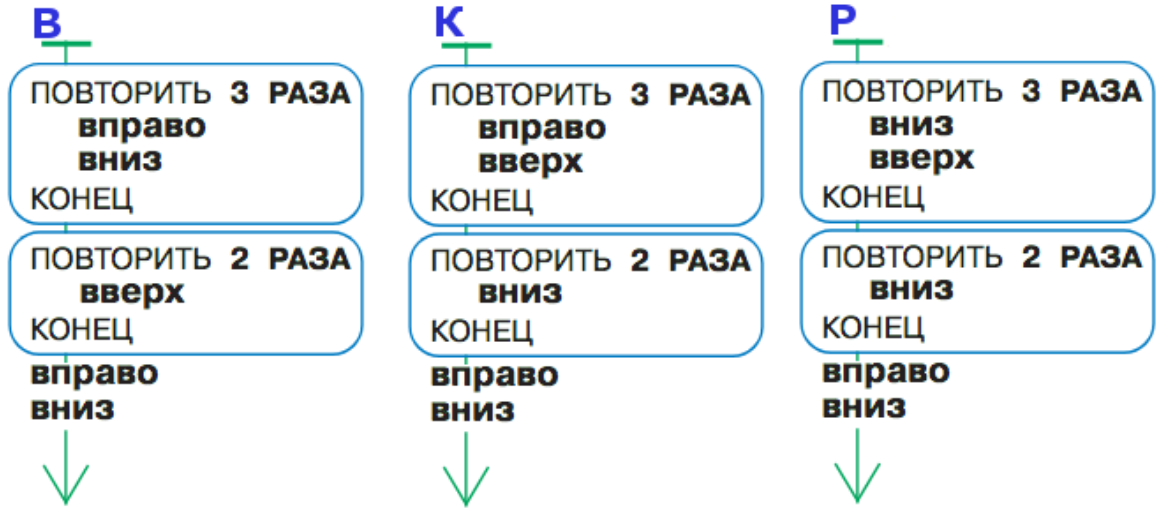 В
ПОВТОРИТЬ 3 РАЗА
вправо
вниз
КОНЕЦ
ПОВТОРИТЬ 2 РАЗА
вверх
КОНЕЦ
вправо
вниз
К
ПОВТОРИТЬ 3 РАЗА
вправо
вверх
КОНЕЦ
ПОВТОРИТЬ 2 РАЗА
вниз
КОНЕЦ
вправо
вниз
Р
ПОВТОРИТЬ 3 РАЗА
вниз
вверх
КОНЕЦ
ПОВТОРИТЬ 2 РАЗА
вниз
КОНЕЦ
вправо
вниз